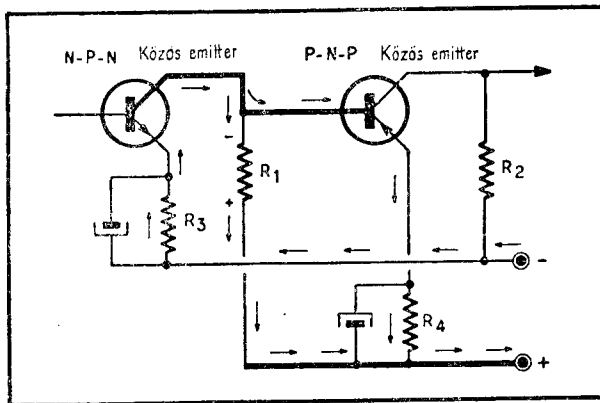 N-P-N Közös emitter
P-N-P Közös emitter
R1
R2
R3
R4
-
+
-
+